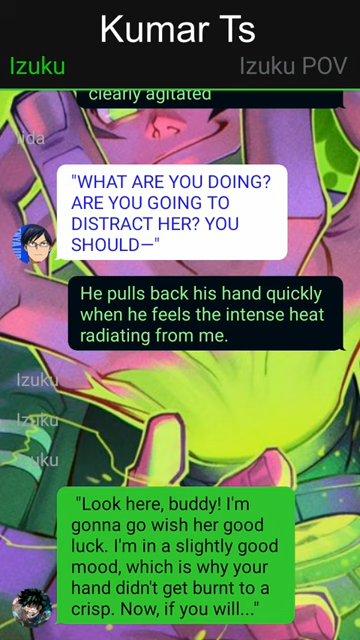 Kumar Ts
Izuku
Izuku POV
clearly agitated
Iida
"WHAT ARE YOU DOING?
ARE YOU GOING TO
DISTRACT HER? YOU
SHOULD—"
He pulls back his hand quickly
when he feels the intense heat
radiating from me.
Izuku
Izuku
Izuku
"Look here, buddy! I'm
gonna go wish her good
luck. I'm in a slightly good
mood, which is why your
hand didn't get burnt to a
crisp. Now, if you will..."